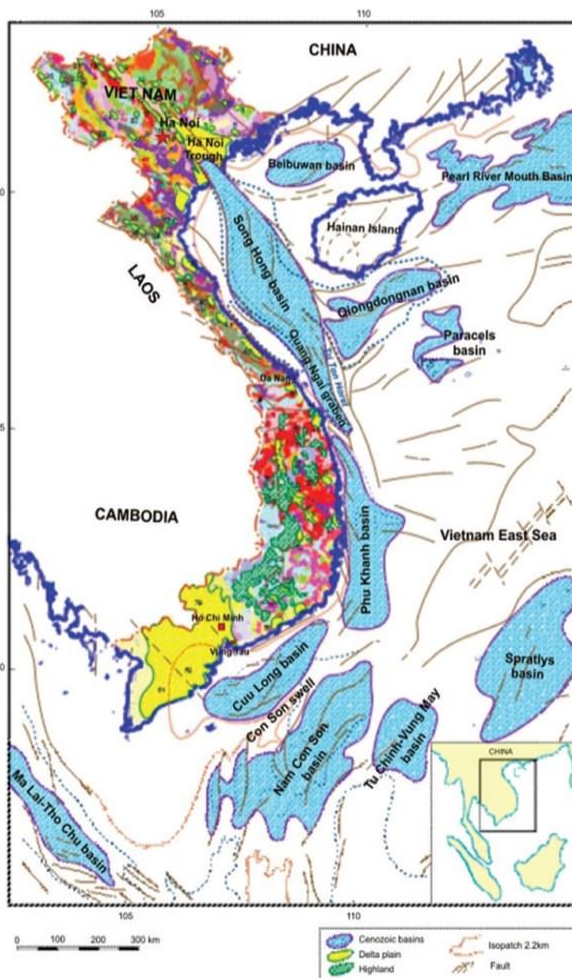 105
110
CHINA
VIET NAM
Ha Noi
Ha Noi
Trough
Beibuwan basin
Pearl River Mouth Basin
0
Hainan Island
Song Hong basin
LAOS
Qiongdongnan basin
Paracels
basin
Quang Ngai graben
Da Nang
5
CAMBODIA
Phu Khanh basin
Vietnam East Sea
Ho Chi Minh
Vung Tau
0
Cuu Long basin
Spratlys
basin
Con Son swell
Nam Con Son
basin
Tu Chinh-Vung May
basin
CHINA
Ma Lai-Tho Chu basin
105
110
0 100 200 300 km
Cenozoic basins
Delta plain
Highland
Isopatch 2.2km
Fault